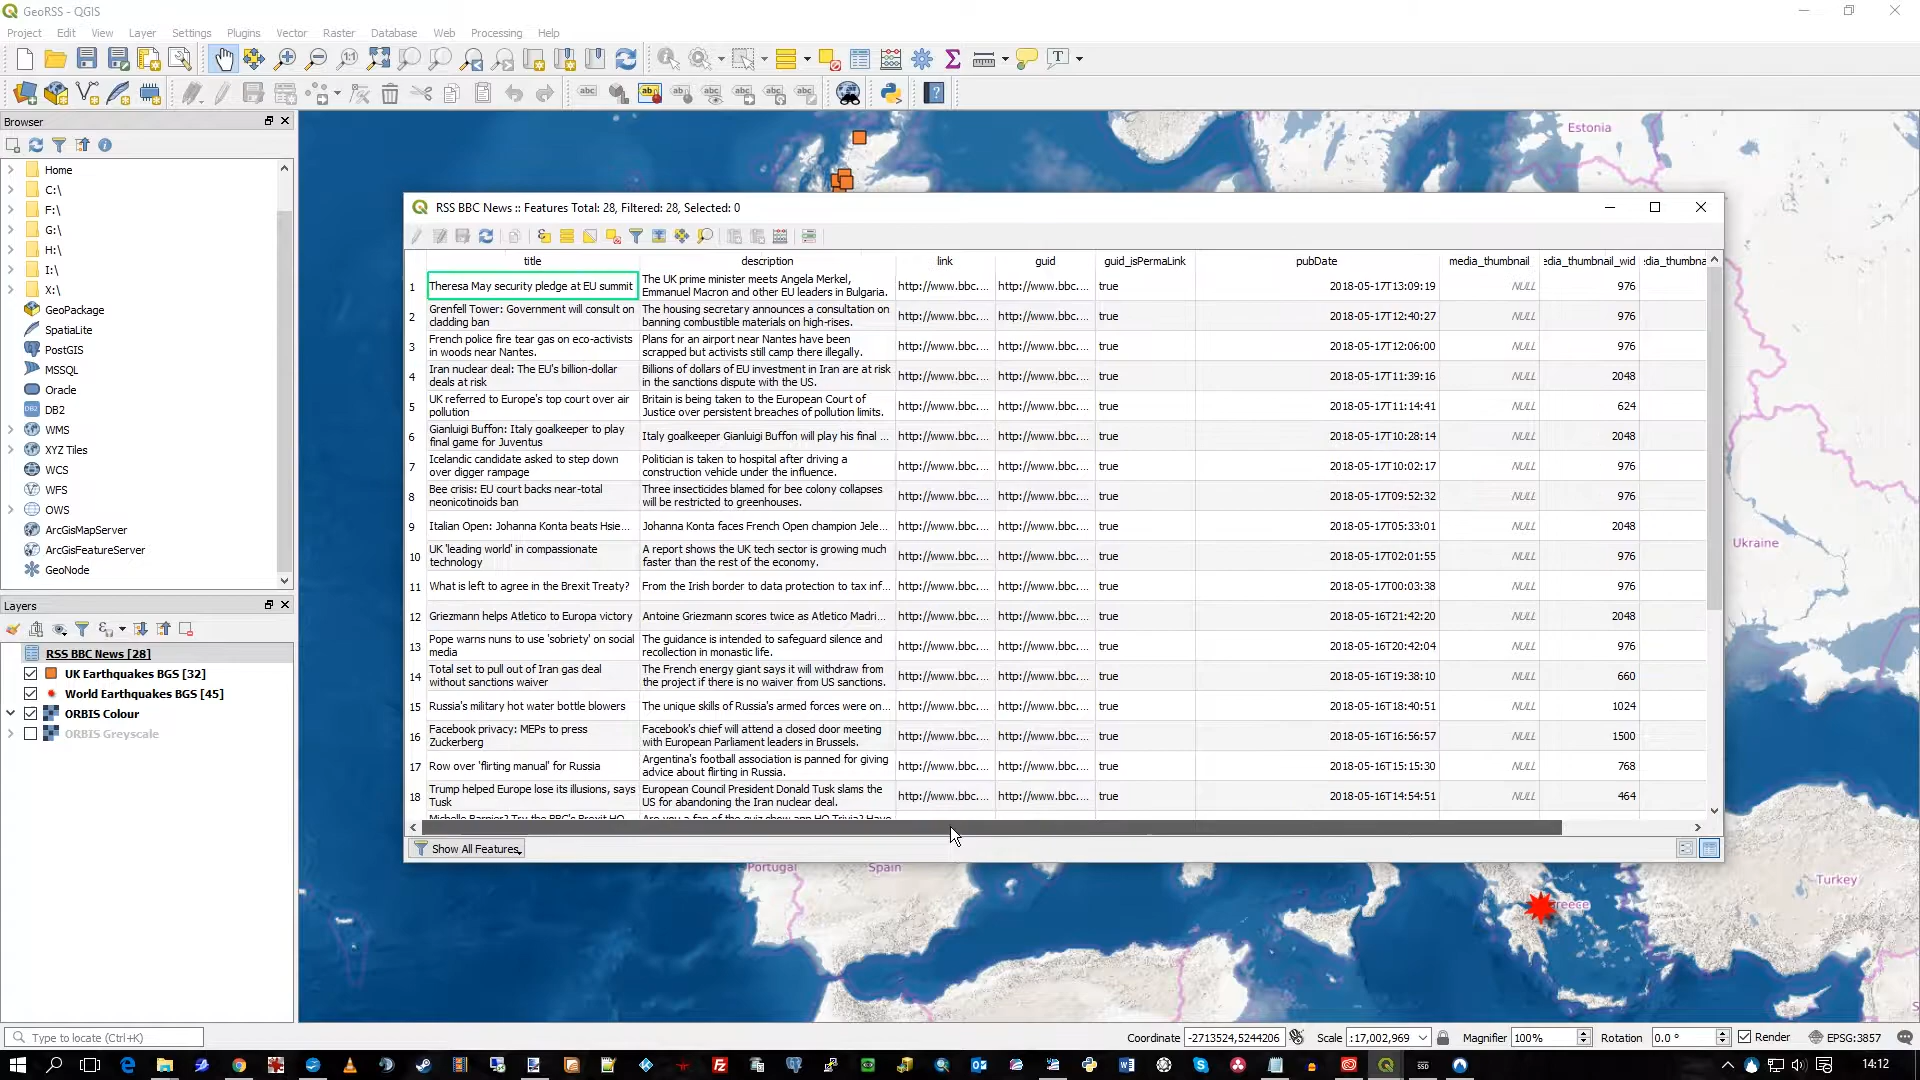 GeoRSS - QGIS
Project Edit View Layer Settings Plugins Vector Raster Database Web Processing Help
Browser
Home
C:\
F:\
G:\
H:\
I:\
X:\
GeoPackage
SpatiaLite
PostGIS
MSSQL
Oracle
DB2
WMS
XYZ Tiles
WCS
WFS
OWS
ArcGisMapServer
ArcGisFeatureServer
GeoNode
Layers
RSS BBC News [28]
UK Earthquakes BGS [32]
World Earthquakes BGS [45]
ORBIS Colour
ORBIS Greyscale
Estonia
Ukraine
Portugal
Spain
Turkey
RSS BBC News :: Features Total: 28, Filtered: 28, Selected: 0
title description link guid guid_isPermaLink pubDate media_thumbnail edia_thumbnail_wid edia_thumbna
1 Theresa May security pledge at EU summit The UK prime minister meets Angela Merkel, Emmanuel Macron and other EU leaders in Bulgaria. http://www.bbc.... http://www.bbc.... true 2018-05-17T13:09:19 NULL 976
2 Grenfell Tower: Government will consult on cladding ban The housing secretary announces a consultation on banning combustible materials on high-rises. http://www.bbc.... http://www.bbc.... true 2018-05-17T12:40:27 NULL 976
3 French police fire tear gas on eco-activists in woods near Nantes. Plans for an airport near Nantes have been scrapped but activists still camp there illegally. http://www.bbc.... http://www.bbc.... true 2018-05-17T12:06:00 NULL 976
4 Iran nuclear deal: The EU's billion-dollar deals at risk Billions of dollars of EU investment in Iran are at risk in the sanctions dispute with the US. http://www.bbc.... http://www.bbc.... true 2018-05-17T11:39:16 NULL 2048
5 UK referred to Europe's top court over air pollution Britain is being taken to the European Court of Justice over persistent breaches of pollution limits. http://www.bbc.... http://www.bbc.... true 2018-05-17T11:14:41 NULL 624
6 Gianluigi Buffon: Italy goalkeeper to play final game for Juventus Italy goalkeeper Gianluigi Buffon will play his final ... http://www.bbc.... http://www.bbc.... true 2018-05-17T10:28:14 NULL 2048
7 Icelandic candidate asked to step down over digger rampage Politician is taken to hospital after driving a construction vehicle under the influence. http://www.bbc.... http://www.bbc.... true 2018-05-17T10:02:17 NULL 976
8 Bee crisis: EU court backs near-total neonicotinoids ban Three insecticides blamed for bee colony collapses will be restricted to greenhouses. http://www.bbc.... http://www.bbc.... true 2018-05-17T09:52:32 NULL 976
9 Italian Open: Johanna Konta beats Hsie... Johanna Konta faces French Open champion Jele... http://www.bbc.... http://www.bbc.... true 2018-05-17T05:33:01 NULL 2048
10 UK 'leading world' in compassionate technology A report shows the UK tech sector is growing much faster than the rest of the economy. http://www.bbc.... http://www.bbc.... true 2018-05-17T02:01:55 NULL 976
11 What is left to agree in the Brexit Treaty? From the Irish border to data protection to tax inf... http://www.bbc.... http://www.bbc.... true 2018-05-17T00:03:38 NULL 976
12 Griezmann helps Atletico to Europa victory Antoine Griezmann scores twice as Atletico Madri... http://www.bbc.... http://www.bbc.... true 2018-05-16T21:42:20 NULL 2048
13 Pope warns nuns to use 'sobriety' on social media The guidance is intended to safeguard silence and recollection in monastic life. http://www.bbc.... http://www.bbc.... true 2018-05-16T20:42:04 NULL 976
14 Total set to pull out of Iran gas deal without sanctions waiver The French energy giant says it will withdraw from the project if there is no waiver from US sanctions. http://www.bbc.... http://www.bbc.... true 2018-05-16T19:38:10 NULL 660
15 Russia's military hot water bottle blowers The unique skills of Russia's armed forces were on... http://www.bbc.... http://www.bbc.... true 2018-05-16T18:40:51 NULL 1024
16 Facebook privacy: MEPs to press Zuckerberg Facebook's chief will attend a closed door meeting with European Parliament leaders in Brussels. http://www.bbc.... http://www.bbc.... true 2018-05-16T16:56:57 NULL 1500
17 Row over 'flirting manual' for Russia Argentina's football association is panned for giving advice about flirting in Russia. http://www.bbc.... http://www.bbc.... true 2018-05-16T15:15:30 NULL 768
18 Trump helped Europe lose its illusions, says Tusk European Council President Donald Tusk slams the US for abandoning the Iran nuclear deal. http://www.bbc.... http://www.bbc.... true 2018-05-16T14:54:51 NULL 464
Show All Features
Type to locate (Ctrl+K) Coordinate -2713524,5244206 Scale :17,002,969 Magnifier 100% Rotation 0.0 ° Render EPSG:3857
14:12